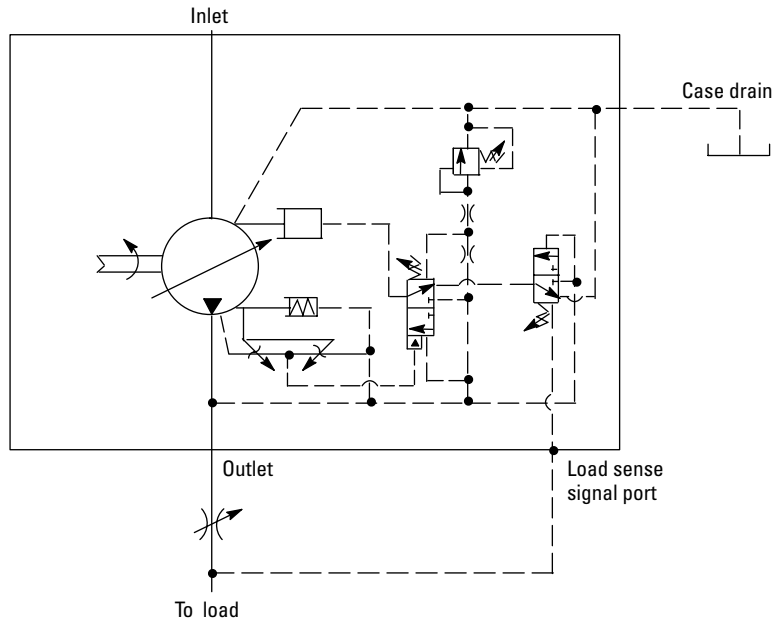 Inlet
Case drain
Outlet
Load sense
signal port
To load